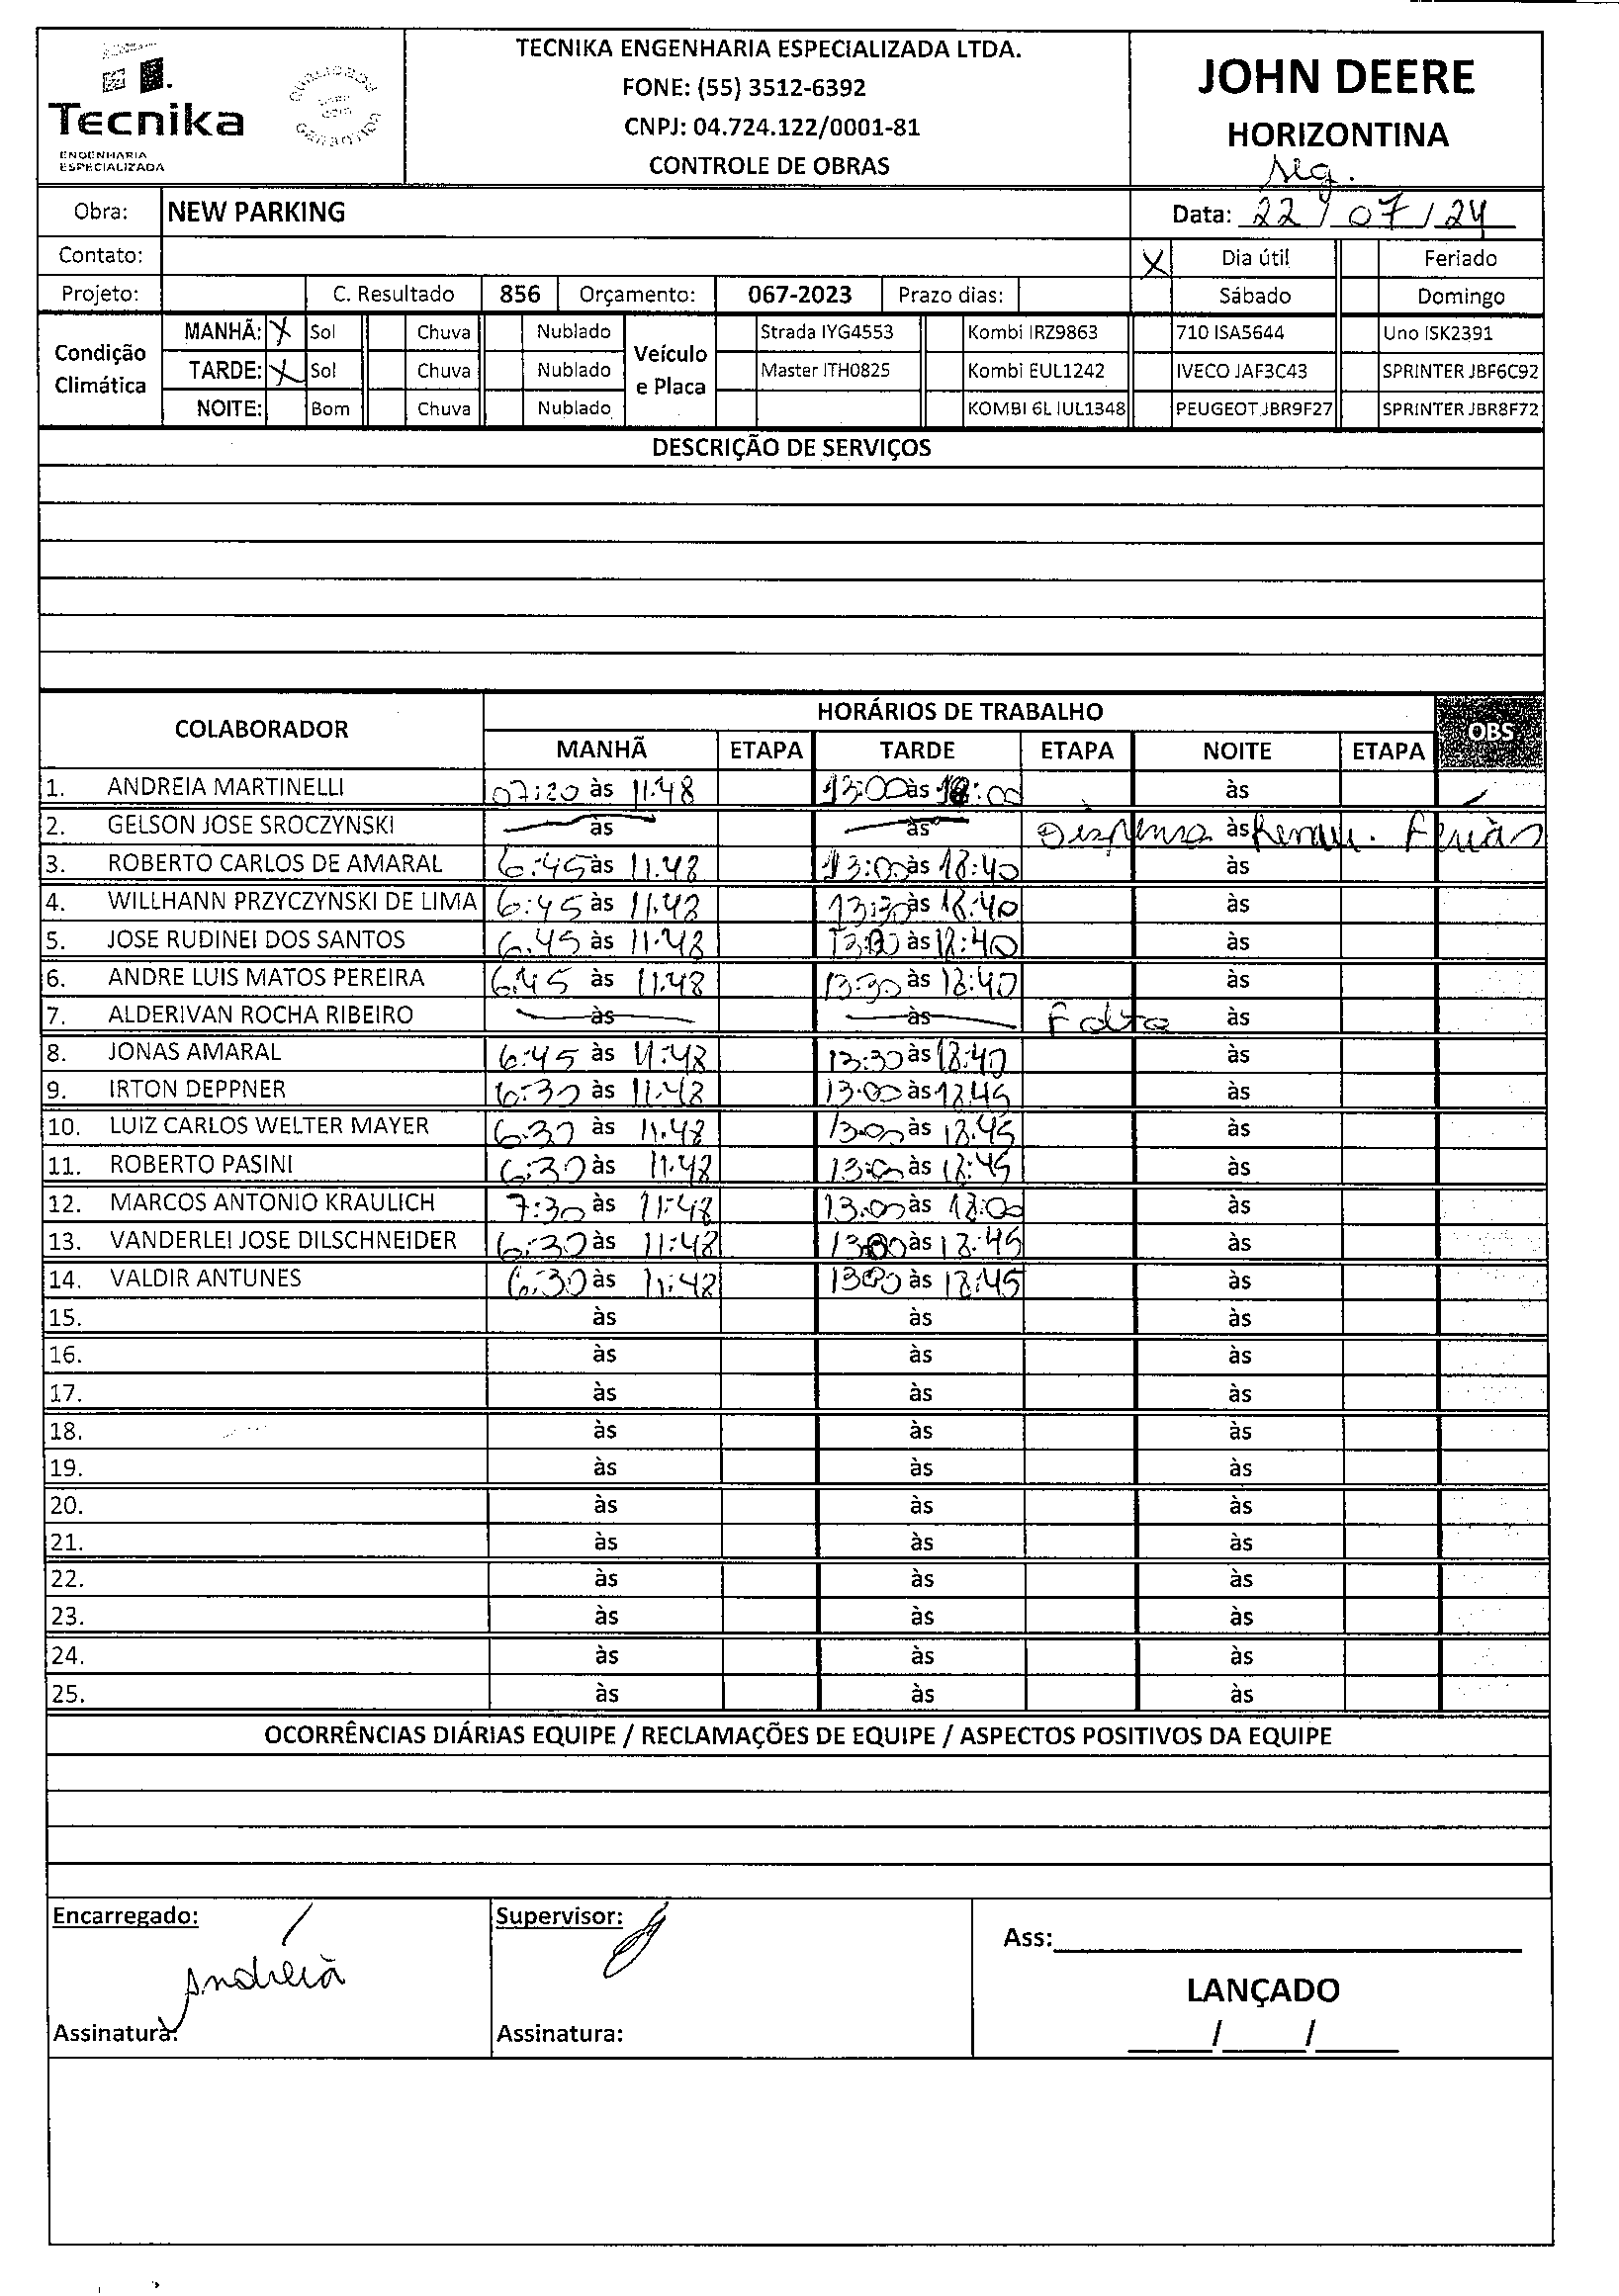 TECNIKA ENGENHARIA ESPECIALIZADA LTDA.
FONE: (55) 3512-6392
CNPJ: 04.724.122/0001-81
CONTROLE DE OBRAS
Tecnika
ENGENHARIA
ESPECIALIZADA
JOHN DEERE
HORIZONTINA
seg.
Obra: NEW PARKING Data: 22/07/24
Contato: X Dia útil Feriado
Projeto: C. Resultado 856 Orçamento: 067-2023 Prazo dias: Sábado Domingo
Condição Climática
MANHÃ: X Sol Chuva Nublado
TARDE: X Sol Chuva Nublado
NOITE: Bom Chuva Nublado
Veículo e Placa
Strada IYG4553 Kombi IRZ9863 710 ISA5644 Uno ISK2391
Master ITH0825 Kombi EUL1242 IVECO JAF3C43 SPRINTER JBF6C92
KOMBI 6L IUL1348 PEUGEOT JBR9F27 SPRINTER JBR8F72
DESCRIÇÃO DE SERVIÇOS
COLABORADOR HORÁRIOS DE TRABALHO OBS
MANHÃ ETAPA TARDE ETAPA NOITE ETAPA
1. ANDREIA MARTINELLI 07:20 às 11:48 13:00 às 18:00 às
2. GELSON JOSE SROCZYNSKI às às Dispensa às Remu. Férias
3. ROBERTO CARLOS DE AMARAL 6:45 às 11.48 13:00 às 18:40 às
4. WILLHANN PRZYCZYNSKI DE LIMA 6:45 às 11.48 13:30 às 18:40 às
5. JOSE RUDINEI DOS SANTOS 6.45 às 11.48 13:00 às 18:40 às
6. ANDRE LUIS MATOS PEREIRA 6:45 às 11.48 13:30 às 18:40 às
7. ALDERIVAN ROCHA RIBEIRO às às Falta às
8. JONAS AMARAL 6:45 às 11:48 13:30 às 18:40 às
9. IRTON DEPPNER 6:30 às 11:48 13:00 às 18.45 às
10. LUIZ CARLOS WELTER MAYER 6:30 às 11.48 13:00 às 18.45 às
11. ROBERTO PASINI 6:30 às 11.48 13:00 às 18:45 às
12. MARCOS ANTONIO KRAULICH 7:30 às 11:48 13.00 às 18:00 às
13. VANDERLEI JOSE DILSCHNEIDER 6:30 às 11:48 13:00 às 18:45 às
14. VALDIR ANTUNES 6:30 às 11:48 13:00 às 18:45 às
15. às às às
16. às às às
17. às às às
18. às às às
19. às às às
20. às às às
21. às às às
22. às às às
23. às às às
24. às às às
25. às às às
OCORRÊNCIAS DIÁRIAS EQUIPE / RECLAMAÇÕES DE EQUIPE / ASPECTOS POSITIVOS DA EQUIPE
Encarregado: Supervisor:
Ass:
Andreia
LANÇADO
Assinatura: Assinatura: / /